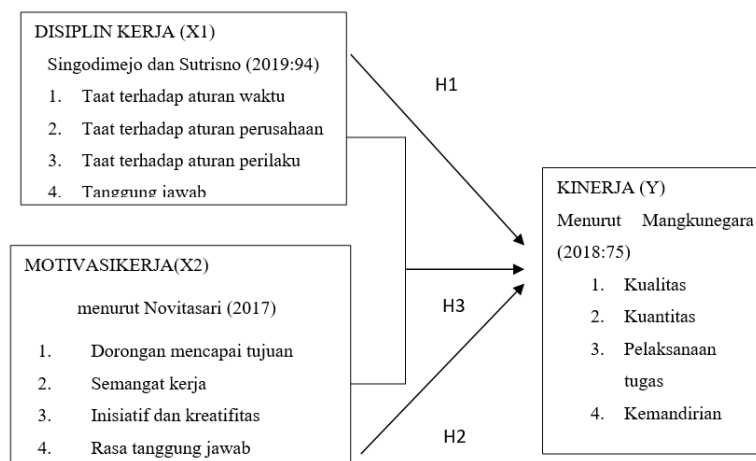 DISIPLIN KERJA (X1)
Singodimejo dan Sutrisno (2019:94)
1. Taat terhadap aturan waktu
2. Taat terhadap aturan perusahaan
3. Taat terhadap aturan perilaku
4. Tanggung jawab
H1
MOTIVASIKERJA(X2)
menurut Novitasari (2017)
1. Dorongan mencapai tujuan
2. Semangat kerja
3. Inisiatif dan kreatifitas
4. Rasa tanggung jawab
H3
H2
KINERJA (Y)
Menurut Mangkunegara
(2018:75)
1. Kualitas
2. Kuantitas
3. Pelaksanaan
tugas
4. Kemandirian